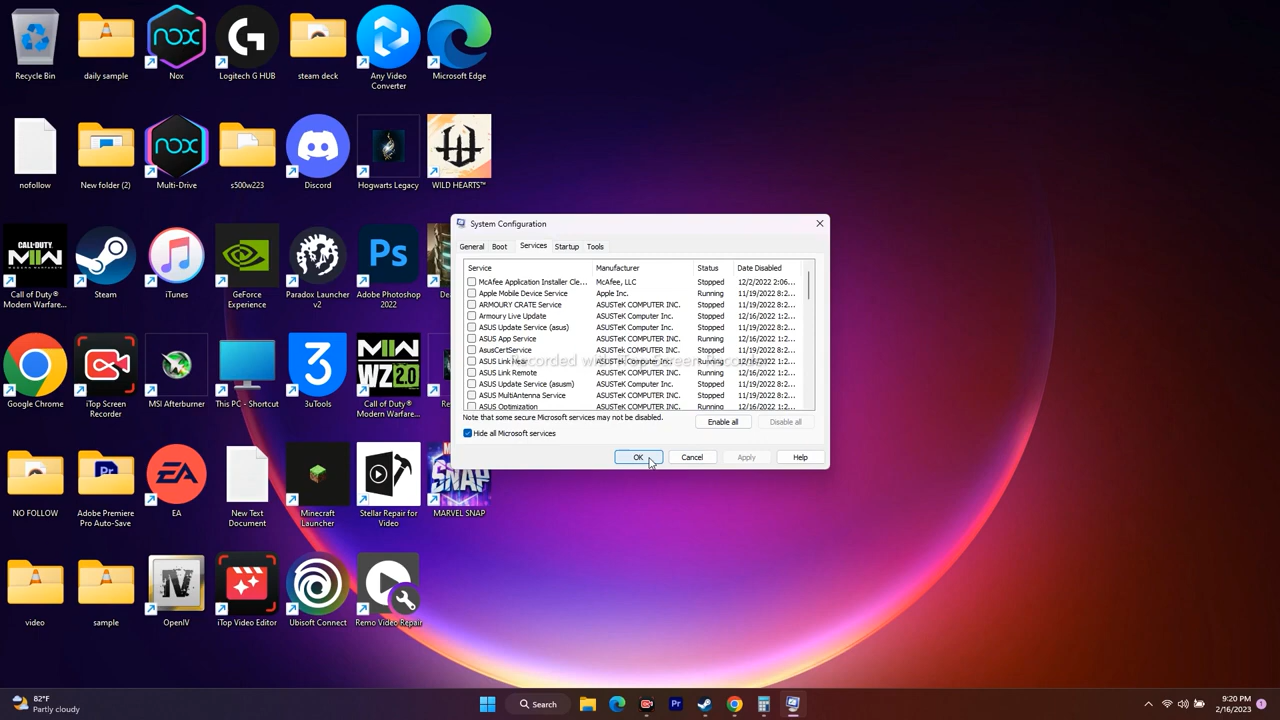 Recycle Bin
daily sample
Nox
Logitech G HUB
steam deck
Any Video
Converter
Microsoft Edge
nofollow
New folder (2)
Multi-Drive
s500w223
Discord
Hogwarts Legacy
WILD HEARTS™
Call of Duty®
Modern Warfare...
Steam
iTunes
GeForce
Experience
Paradox Launcher
v2
Adobe Photoshop
2022
Google Chrome
iTop Screen
Recorder
MSI Afterburner
This PC - Shortcut
3uTools
Call of Duty®
Modern Warfare...
NO FOLLOW
Adobe Premiere
Pro Auto-Save
EA
New Text
Document
Minecraft
Launcher
Stellar Repair for
Video
MARVEL SNAP
video
sample
OpenIV
iTop Video Editor
Ubisoft Connect
Remo Video Repair
System Configuration
General Boot Services Startup Tools
Service Manufacturer Status Date Disabled
McAfee Application Installer Cle... McAfee, LLC Stopped 12/2/2022 2:06...
Apple Mobile Device Service Apple Inc. Running 11/19/2022 8:2...
ARMOURY CRATE Service ASUSTeK COMPUTER INC. Stopped 11/19/2022 8:2...
Armoury Live Update ASUSTeK Computer Inc. Stopped 12/16/2022 1:2...
ASUS Update Service (asus) ASUSTeK Computer Inc. Stopped 11/19/2022 8:2...
ASUS App Service ASUSTeK COMPUTER INC. Running 12/16/2022 1:2...
AsusCertService ASUSTeK Computer Inc. Stopped 11/19/2022 8:2...
ASUS Link Near ASUSTeK Computer Inc. Running 12/16/2022 1:2...
ASUS Link Remote ASUSTeK COMPUTER INC. Running 12/16/2022 1:2...
ASUS Update Service (asusm) ASUSTeK Computer Inc. Stopped 11/19/2022 8:2...
ASUS MultiAntenna Service ASUSTeK COMPUTER INC. Stopped 11/19/2022 8:2...
ASUS Optimization ASUSTeK COMPUTER INC. Running 12/16/2022 1:2...
Note that some secure Microsoft services may not be disabled.
Enable all Disable all
Hide all Microsoft services
OK Cancel Apply Help
82°F
Partly cloudy
Search
9:20 PM
2/16/2023